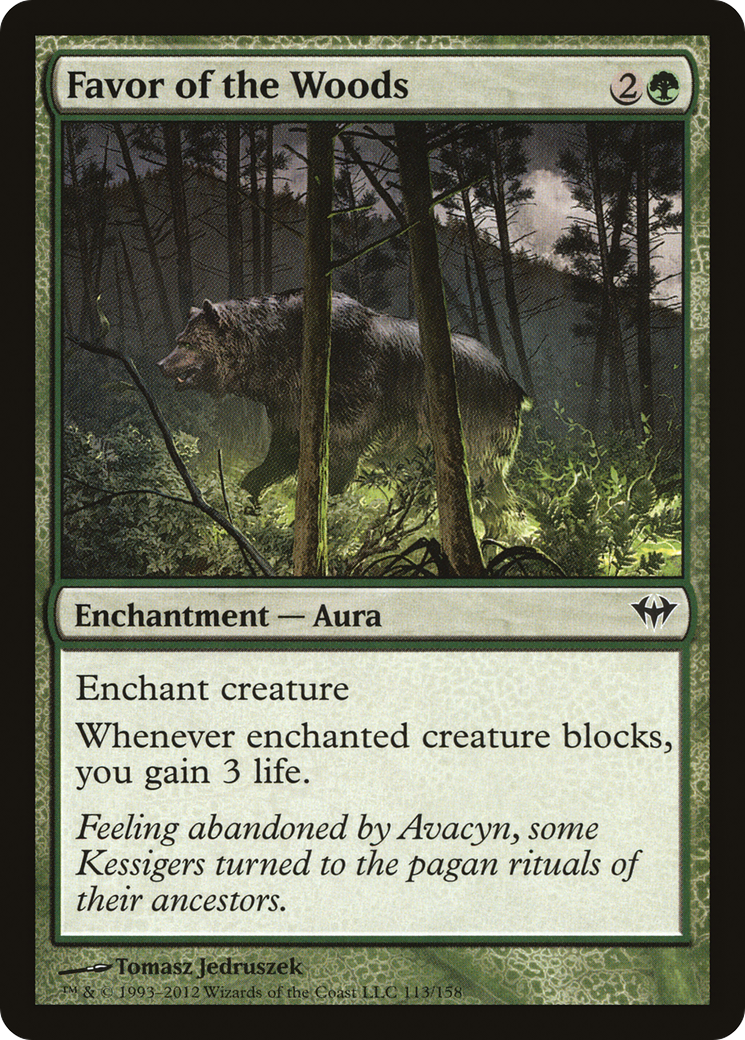 Favor of the Woods 2
Enchantment — Aura
Enchant creature
Whenever enchanted creature blocks,
you gain 3 life.
Feeling abandoned by Avacyn, some
Kessigers turned to the pagan rituals of
their ancestors.
Tomasz Jedruszek
™ & © 1993–2012 Wizards of the Coast LLC 113/158